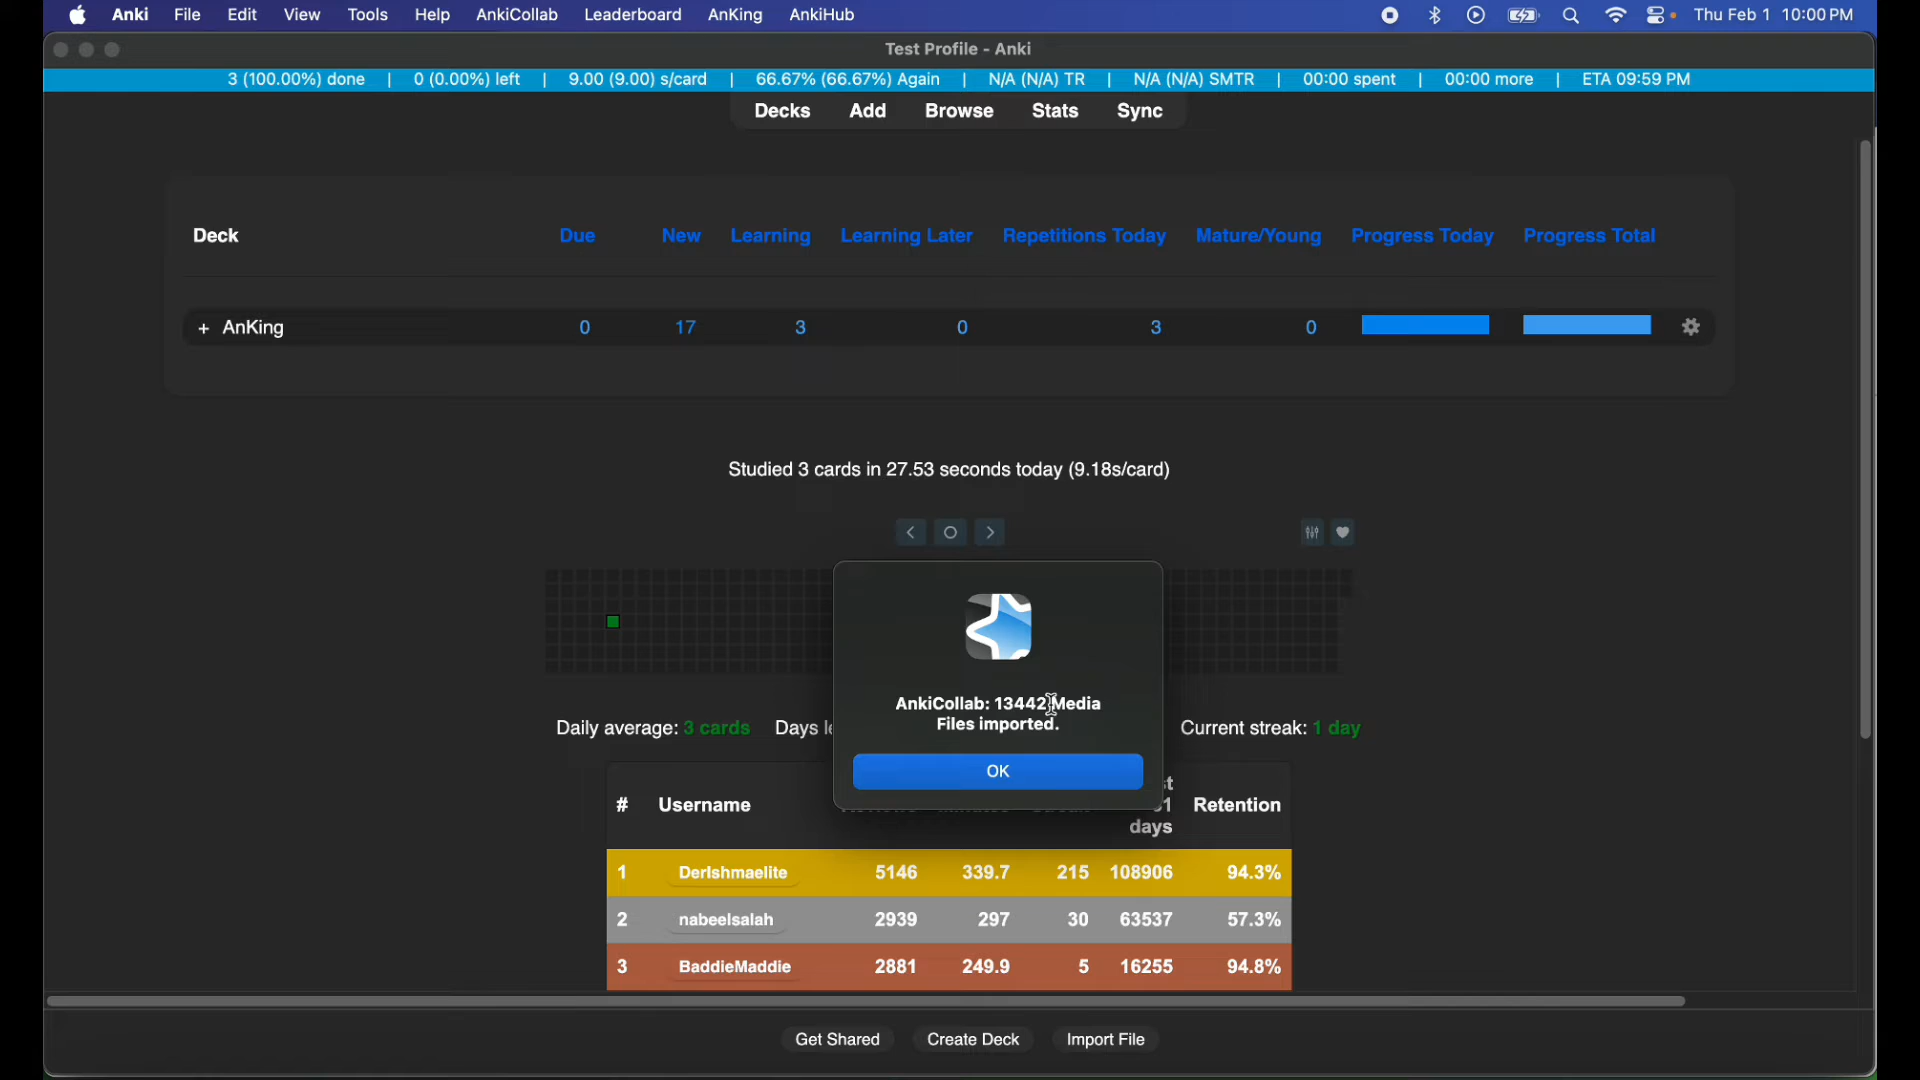 Anki File Edit View Tools Help AnkiCollab Leaderboard AnKing AnkiHub Thu Feb 1 10:00 PM
Test Profile - Anki
3 (100.00%) done | 0 (0.00%) left | 9.00 (9.00) s/card | 66.67% (66.67%) Again | N/A (N/A) TR | N/A (N/A) SMTR | 00:00 spent | 00:00 more | ETA 09:59 PM
Decks Add Browse Stats Sync
Deck Due New Learning Learning Later Repetitions Today Mature/Young Progress Today Progress Total
+ AnKing 0 17 3 0 3 0
Studied 3 cards in 27.53 seconds today (9.18s/card)
AnkiCollab: 13442 Media
Files imported.
Daily average: 3 cards Days Current streak: 1 day
OK
# Username Retention
days
1 DerIshmaelite 5146 339.7 215 108906 94.3%
2 nabeelsalah 2939 297 30 63537 57.3%
3 BaddieMaddie 2881 249.9 5 16255 94.8%
Get Shared Create Deck Import File